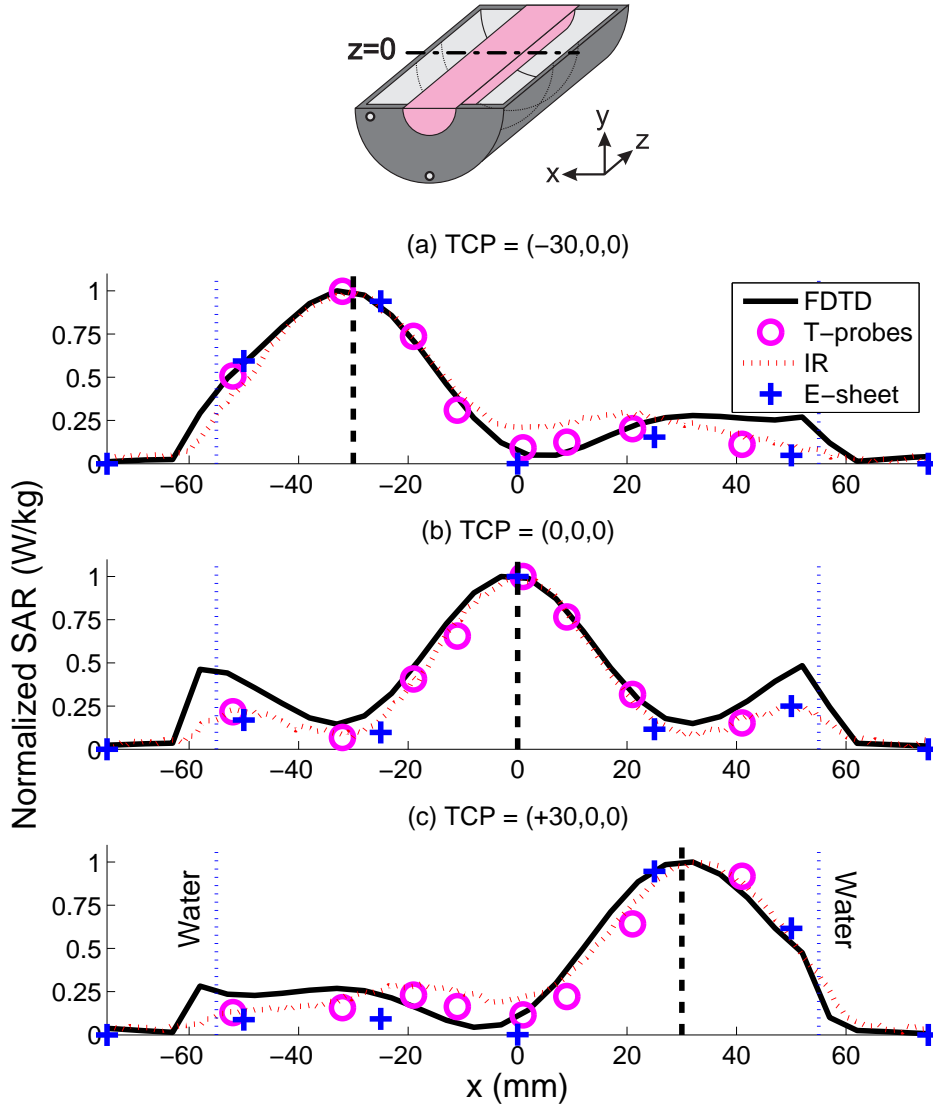 z=0
y
z
x
(a) TCP = (−30,0,0)
1
0.75
0.5
0.25
0
−60 −40 −20 0 20 40 60
FDTD
T−probes
IR
E−sheet
(b) TCP = (0,0,0)
1
0.75
0.5
0.25
0
−60 −40 −20 0 20 40 60
Normalized SAR (W/kg)
(c) TCP = (+30,0,0)
1
0.75
0.5
0.25
0
Water
Water
−60 −40 −20 0 20 40 60
x (mm)